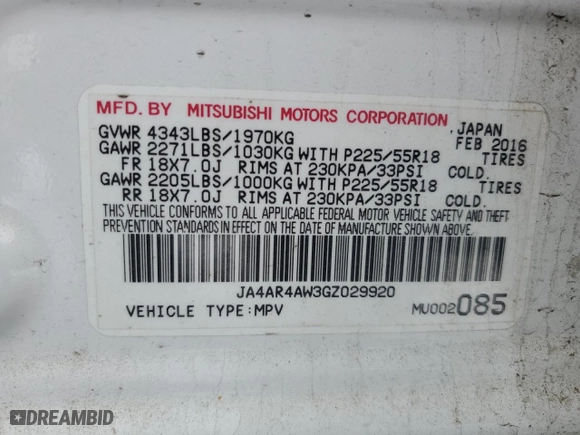 MFD. BY MITSUBISHI MOTORS CORPORATION
GVWR 4343LBS/1970KG ,JAPAN FEB 2016
GAWR 2271LBS/1030KG WITH P225/55R18 TIRES
FR 18X7.0J RIMS AT 230KPA/33PSI COLD.
GAWR 2205LBS/1000KG WITH P225/55R18 TIRES
RR 18X7.0J RIMS AT 230KPA/33PSI COLD.
THIS VEHICLE CONFORMS TO ALL APPLICABLE FEDERAL MOTOR VEHICLE SAFETY AND THEFT
PREVENTION STANDARDS IN EFFECT ON THE DATE OF MANUFACTURE SHOWN ABOVE.
JA4AR4AW3GZ029920
VEHICLE TYPE:MPV MU002085
DREAMBID